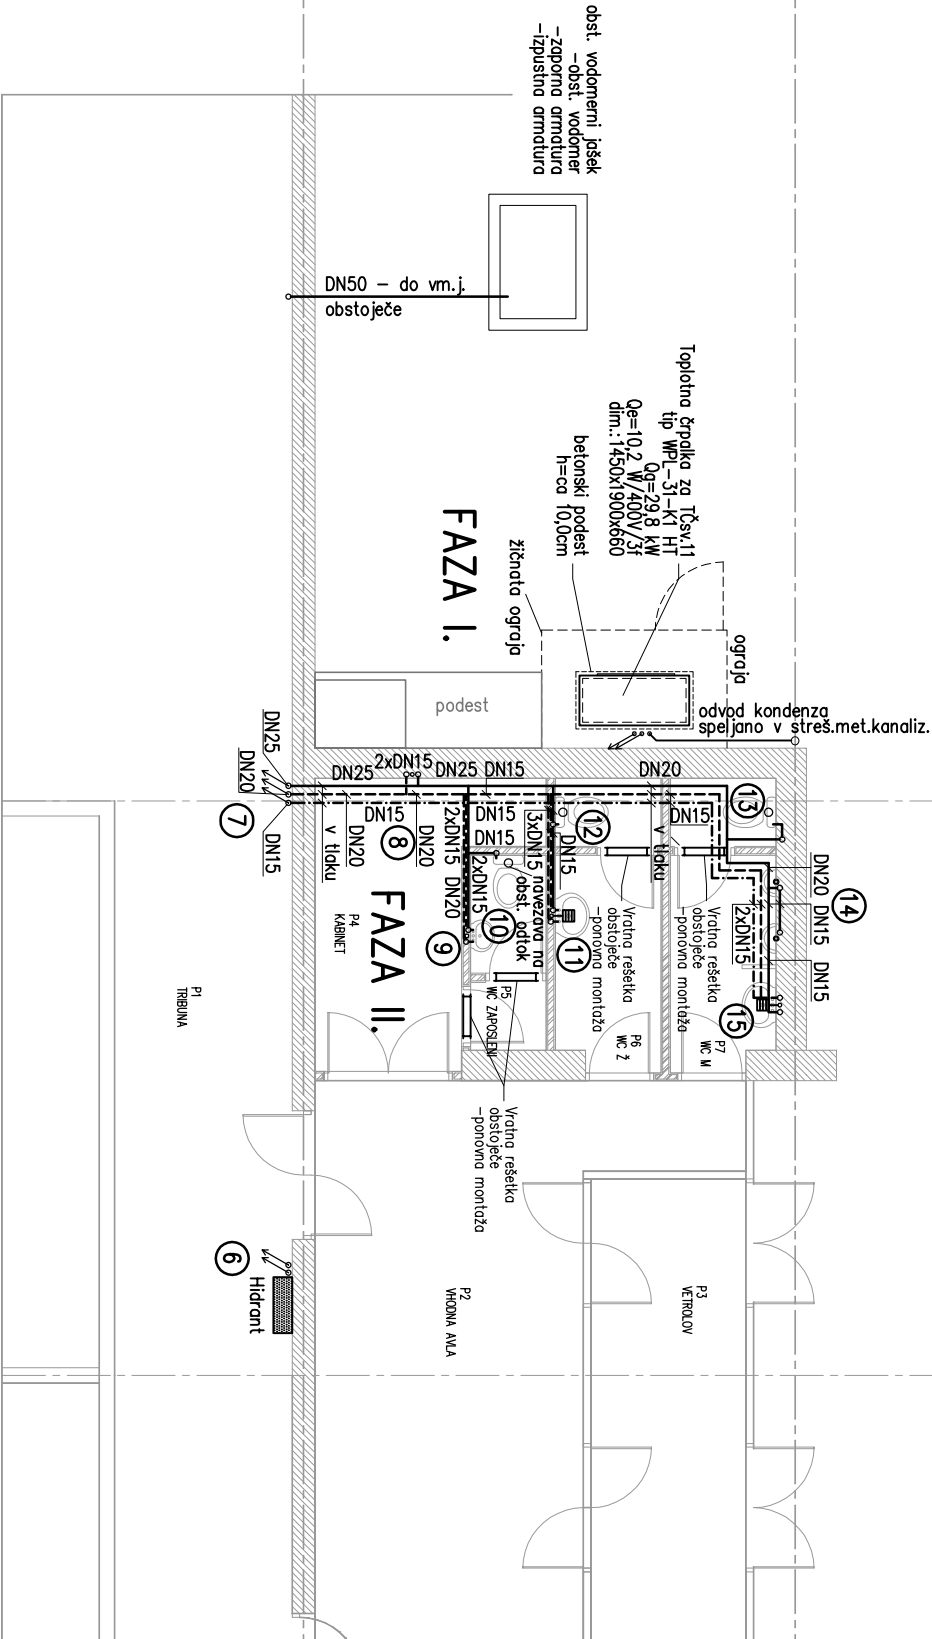 obst. vodomerni jašek
-obst. vodomer
-zaporna armatura
-izpustna armatura
DN50 - do vm.j.
obstoječe
Toplotna črpalka za TČsv.11
tip WPL-31-K1 HT
Qg=29,8 kW
Qe=10,2 W/400V/3f
dim.:1450x1900x660
betonski podest
h=ca 10,0cm
FAZA I.
žičnata ograja
ograja
podest
odvod kondenza
speljano v streš.met.kanaliz.
DN25
DN20
7
DN15
DN25
2xDN15
DN25
DN15
DN20
13
DN15
v tlaku
DN20
8
DN20
DN15
DN15
2xDN15
DN20
2xDN15
3xDN15
12
DN15
v tlaku
DN15
navezava na
obst. odtok
10
9
11
DN20
DN15
14
2xDN15
DN15
15
Vratna rešetka
obstoječe
-ponovna montaža
Vratna rešetka
obstoječe
-ponovna montaža
FAZA II.
P4
KABINET
P5
WC ZAPOSLENI
P6
WC Ž
P7
WC M
P1
TRIBUNA
Vratna rešetka
obstoječe
-ponovna montaža
6
Hidrant
P2
VHODNA AVLA
P3
VETROLOV